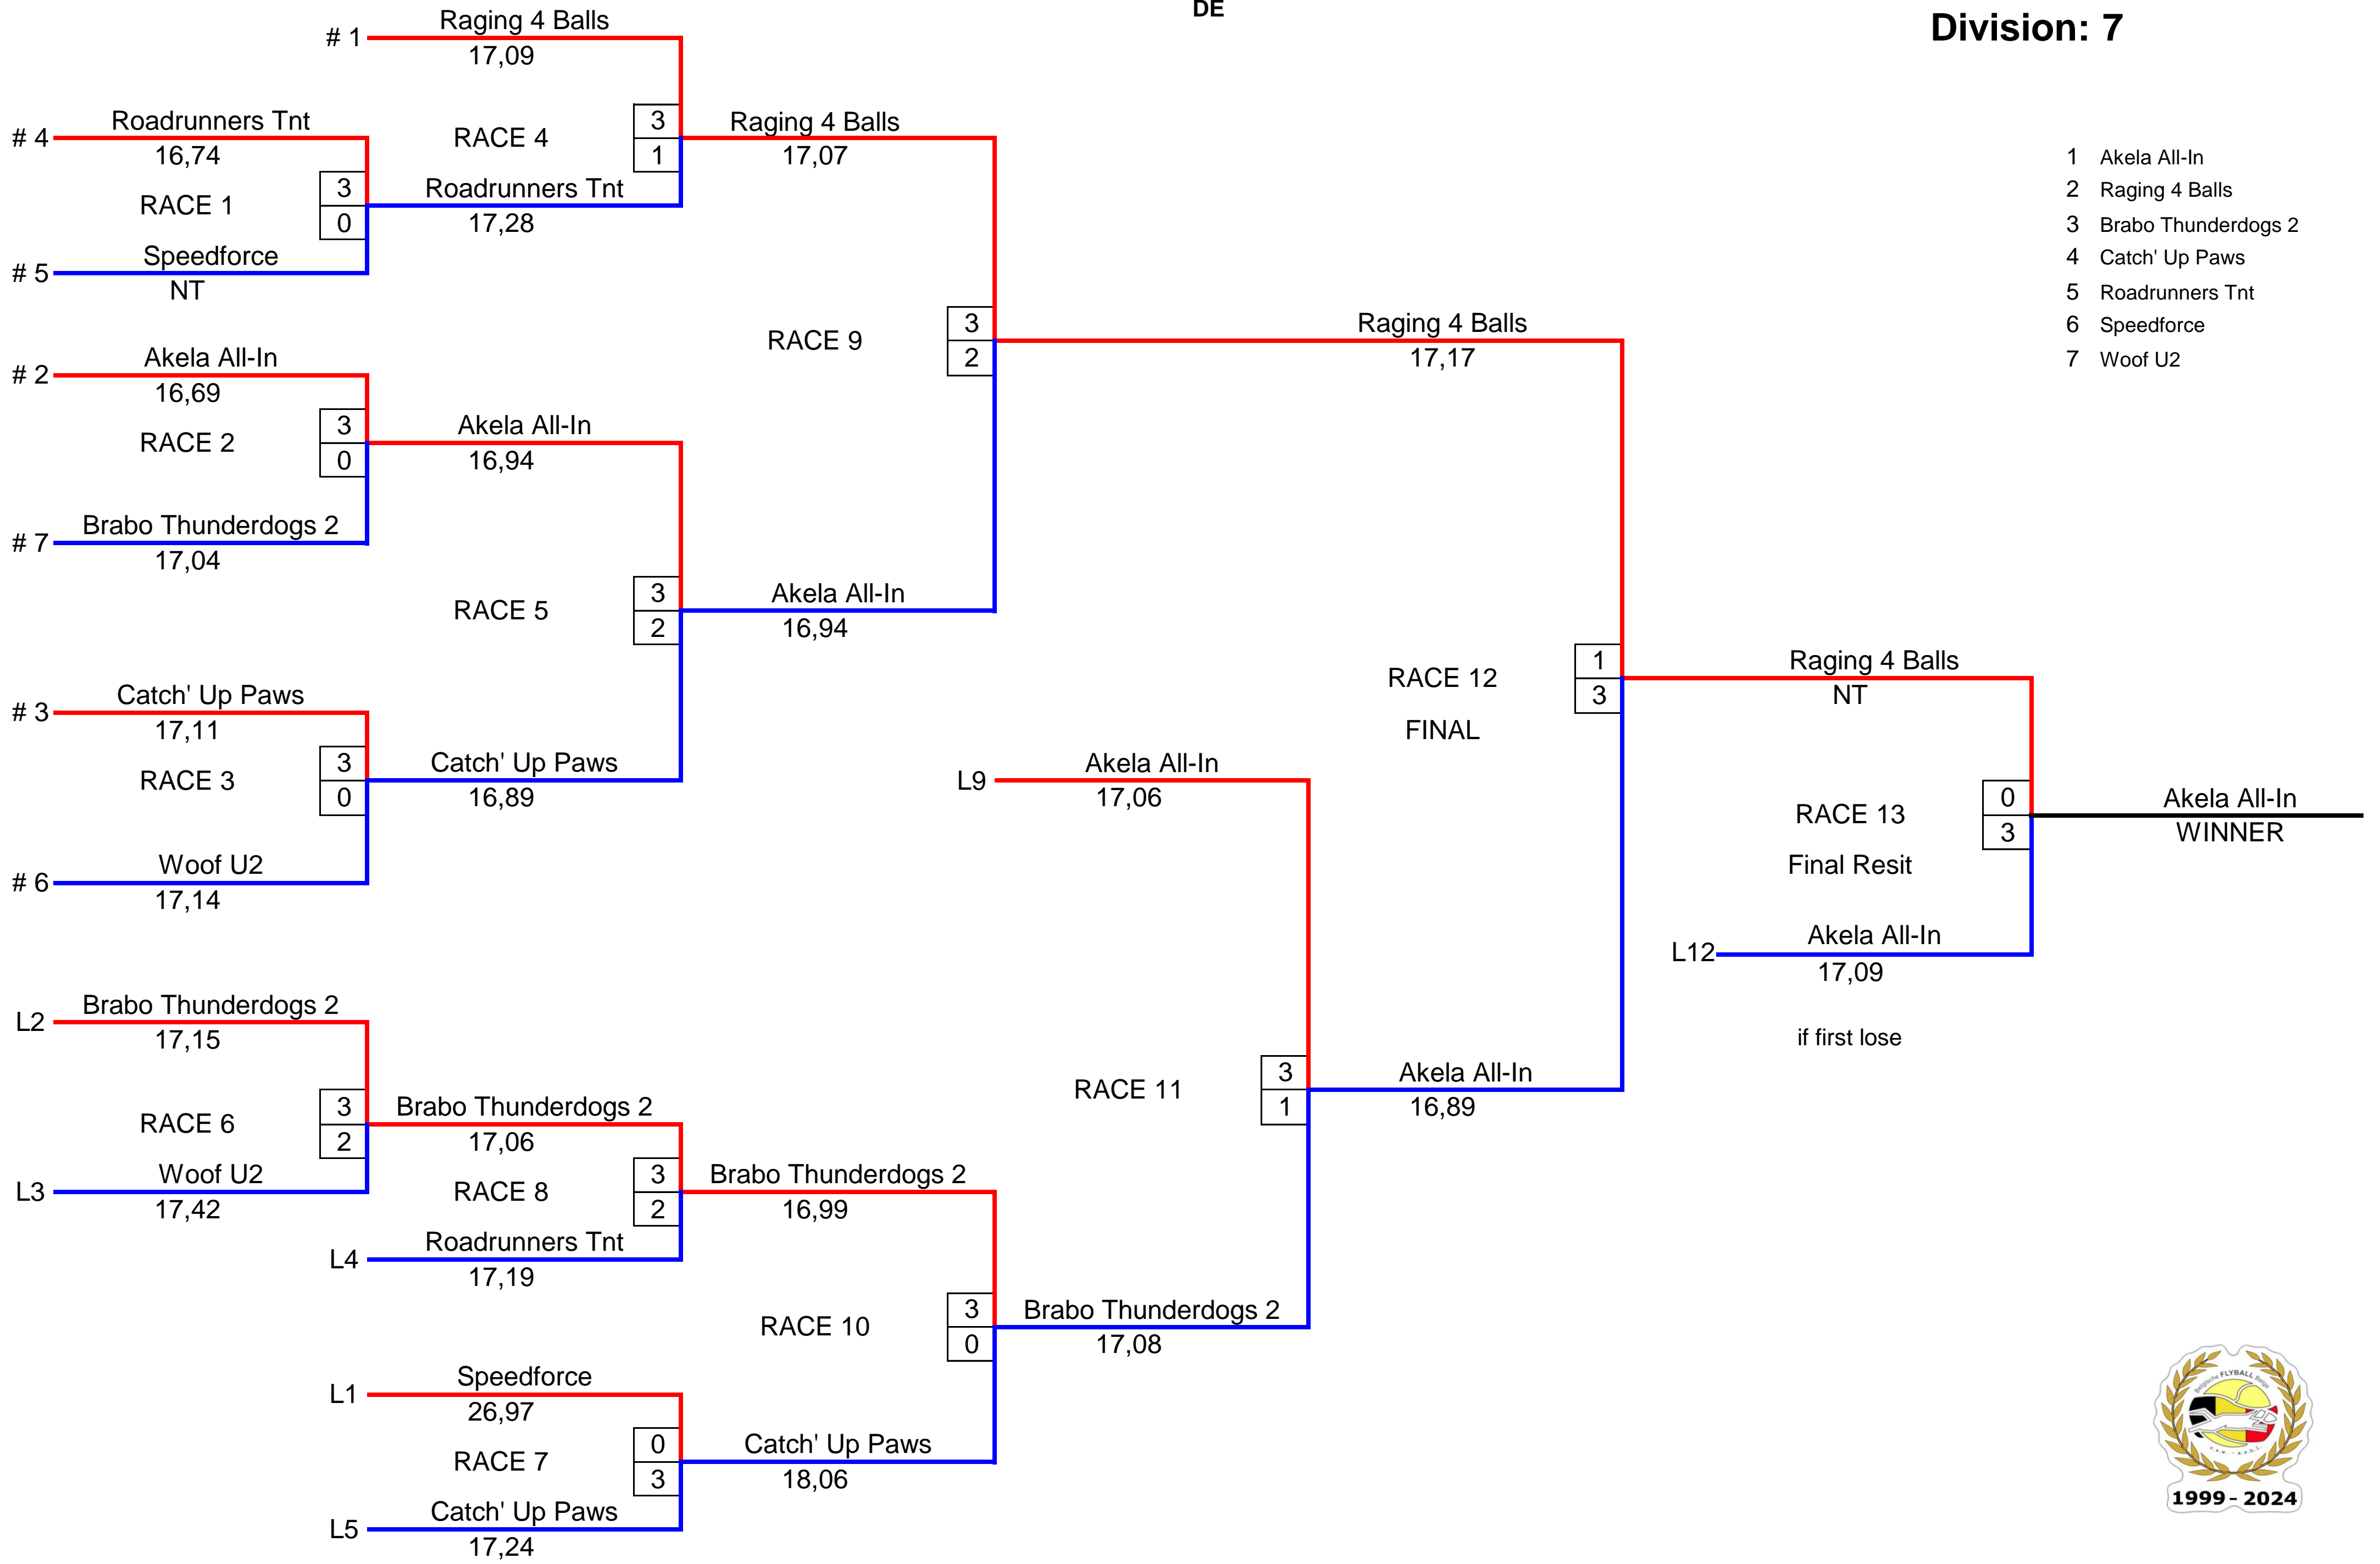 DE
Division: 7
# 1
Raging 4 Balls
17,09
# 4
Roadrunners Tnt
16,74
RACE 1
3
0
# 5
Speedforce
NT
RACE 4
3
1
Roadrunners Tnt
17,28
Raging 4 Balls
17,07
# 2
Akela All-In
16,69
RACE 2
3
0
# 7
Brabo Thunderdogs 2
17,04
Akela All-In
16,94
RACE 5
3
2
# 3
Catch' Up Paws
17,11
RACE 3
3
0
# 6
Woof U2
17,14
Catch' Up Paws
16,89
Akela All-In
16,94
RACE 9
3
2
Raging 4 Balls
17,17
L2
Brabo Thunderdogs 2
17,15
RACE 6
3
2
L3
Woof U2
17,42
Brabo Thunderdogs 2
17,06
RACE 8
3
2
L4
Roadrunners Tnt
17,19
Brabo Thunderdogs 2
16,99
L1
Speedforce
26,97
RACE 7
0
3
L5
Catch' Up Paws
17,24
Catch' Up Paws
18,06
RACE 10
3
0
Brabo Thunderdogs 2
17,08
L9
Akela All-In
17,06
RACE 11
3
1
Akela All-In
16,89
RACE 12
FINAL
1
3
Raging 4 Balls
NT
RACE 13
Final Resit
0
3
L12
Akela All-In
17,09
if first lose
Akela All-In
WINNER
1 Akela All-In
2 Raging 4 Balls
3 Brabo Thunderdogs 2
4 Catch' Up Paws
5 Roadrunners Tnt
6 Speedforce
7 Woof U2
Belgische FLYBALL Belge
1999 - 2024